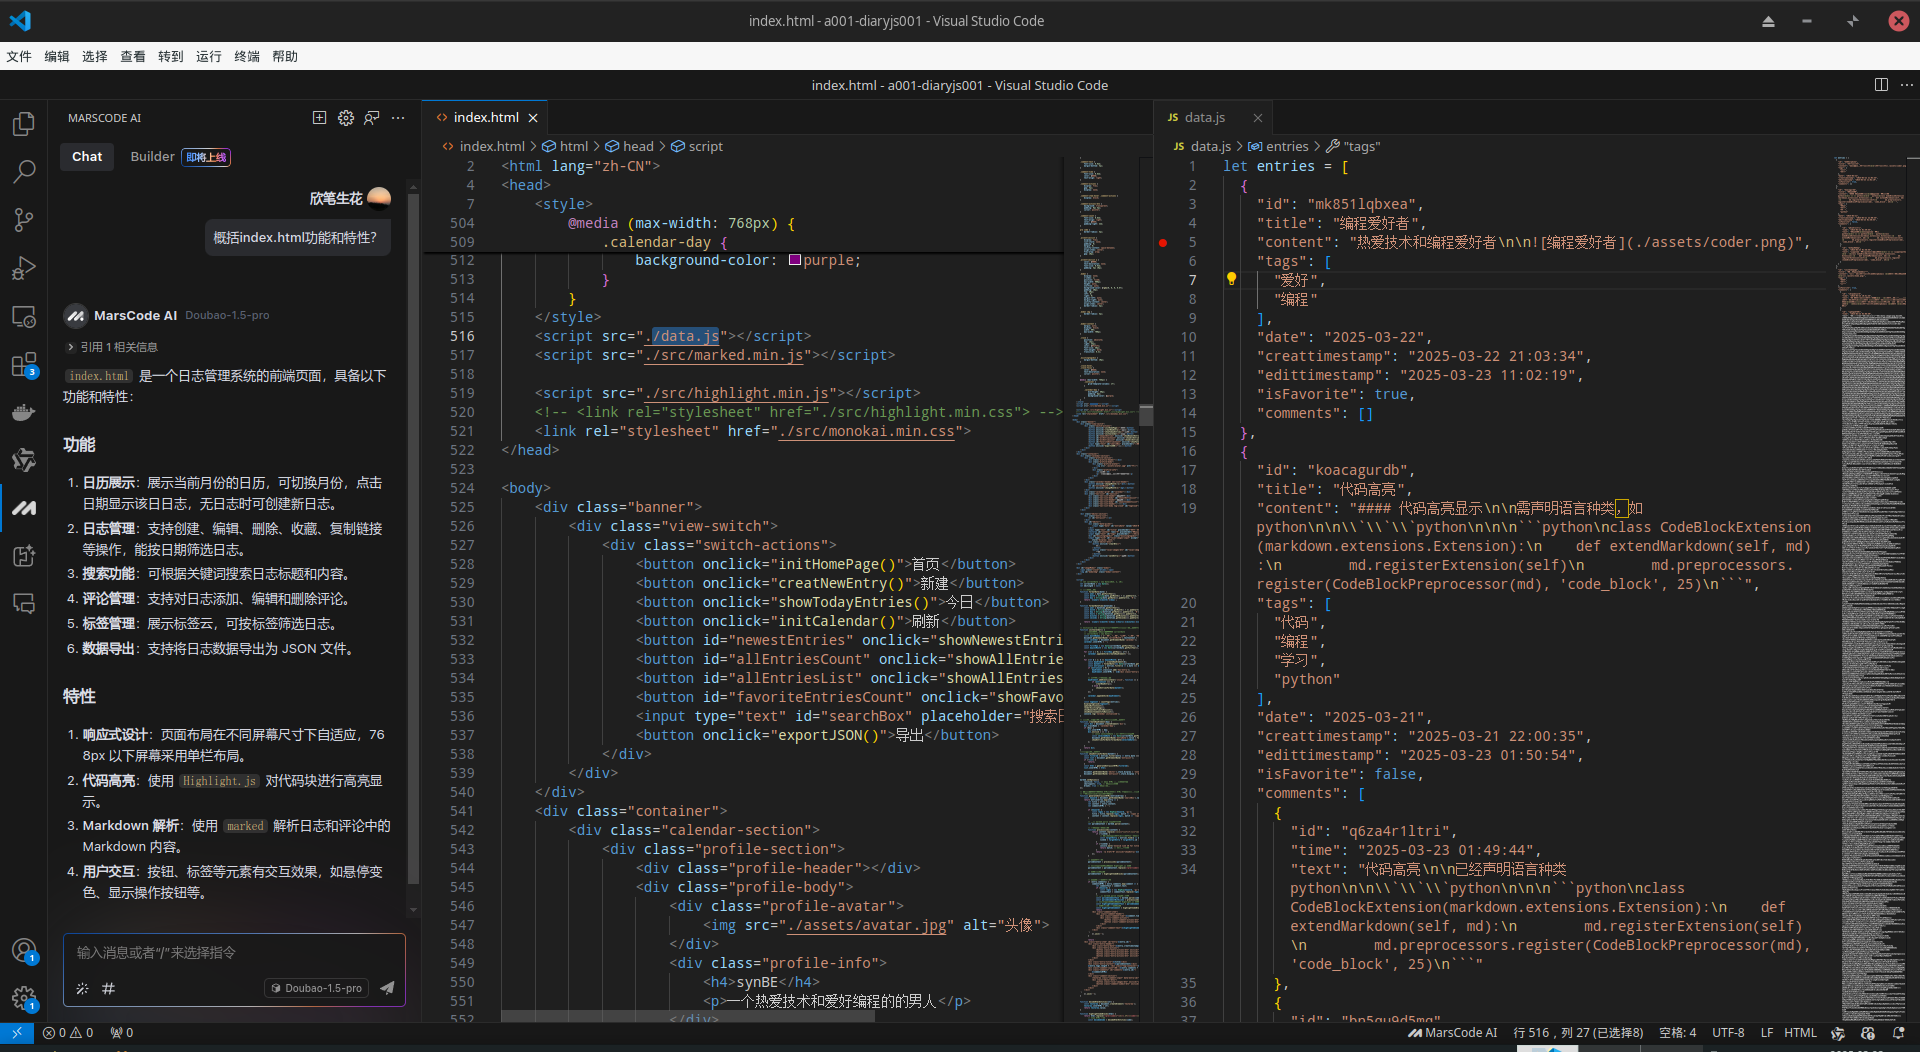 index.html - a001-diaryjs001 - Visual Studio Code
文件 编辑 选择 查看 转到 运行 终端 帮助
index.html - a001-diaryjs001 - Visual Studio Code
MARSCODE AI
Chat Builder 即将上线
欣笔生花
概括index.html功能和特性?
MarsCode AI Doubao-1.5-pro
引用 1 相关信息
index.html 是一个日志管理系统的前端页面，具备以下
功能和特性：
功能
1. 日历展示：展示当前月份的日历，可切换月份，点击
日期显示该日日志，无日志时可创建新日志。
2. 日志管理：支持创建、编辑、删除、收藏、复制链接
等操作，能按日期筛选日志。
3. 搜索功能：可根据关键词搜索日志标题和内容。
4. 评论管理：支持对日志添加、编辑和删除评论。
5. 标签管理：展示标签云，可按标签筛选日志。
6. 数据导出：支持将日志数据导出为 JSON 文件。
特性
1. 响应式设计：页面布局在不同屏幕尺寸下自适应，76
8px 以下屏幕采用单栏布局。
2. 代码高亮：使用 Highlight.js 对代码块进行高亮显
示。
3. Markdown 解析：使用 marked 解析日志和评论中的
Markdown 内容。
4. 用户交互：按钮、标签等元素有交互效果，如悬停变
色、显示操作按钮等。
输入消息或者“/”来选择指令
Doubao-1.5-pro
3
1
1
index.html
index.html > html > head > script
2 <html lang="zh-CN">
4 <head>
7 <style>
504 @media (max-width: 768px) {
509 .calendar-day {
512 background-color: purple;
513 }
514 }
515 </style>
516 <script src="./data.js"></script>
517 <script src="./src/marked.min.js"></script>
518
519 <script src="./src/highlight.min.js"></script>
520 <!-- <link rel="stylesheet" href="./src/highlight.min.css"> -->
521 <link rel="stylesheet" href="./src/monokai.min.css">
522 </head>
523
524 <body>
525 <div class="banner">
526 <div class="view-switch">
527 <div class="switch-actions">
528 <button onclick="initHomePage()">首页</button>
529 <button onclick="creatNewEntry()">新建</button>
530 <button onclick="showTodayEntries()">今日</button>
531 <button onclick="initCalendar()">刷新</button>
532 <button id="newestEntries" onclick="showNewestEntri
533 <button id="allEntriesCount" onclick="showAllEntrie
534 <button id="allEntriesList" onclick="showAllEntries
535 <button id="favoriteEntriesCount" onclick="showFavo
536 <input type="text" id="searchBox" placeholder="搜索日
537 <button onclick="exportJSON()">导出</button>
538 </div>
539 </div>
540 </div>
541 <div class="container">
542 <div class="calendar-section">
543 <div class="profile-section">
544 <div class="profile-header"></div>
545 <div class="profile-body">
546 <div class="profile-avatar">
547 <img src="./assets/avatar.jpg" alt="头像">
548 </div>
549 <div class="profile-info">
550 <h4>synBE</h4>
551 <p>一个热爱技术和爱好编程的的男人</p>
552 </div>
data.js
data.js > entries > "tags"
1 let entries = [
2 {
3 "id": "mk851lqbxea",
4 "title": "编程爱好者",
5 "content": "热爱技术和编程爱好者\n\n![编程爱好者](./assets/coder.png)",
6 "tags": [
7 "爱好",
8 "编程"
9 ],
10 "date": "2025-03-22",
11 "creattimestamp": "2025-03-22 21:03:34",
12 "edittimestamp": "2025-03-23 11:02:19",
13 "isFavorite": true,
14 "comments": []
15 },
16 {
17 "id": "koacagurdb",
18 "title": "代码高亮",
19 "content": "#### 代码高亮显示\n\n需声明语言种类，如
python\n\n\\`\\`\\`python\n\n\n```python\nclass CodeBlockExtension
(markdown.extensions.Extension):\n    def extendMarkdown(self, md)
:\n        md.registerExtension(self)\n        md.preprocessors.
register(CodeBlockPreprocessor(md), 'code_block', 25)\n```",
20 "tags": [
21 "代码",
22 "编程",
23 "学习",
24 "python"
25 ],
26 "date": "2025-03-21",
27 "creattimestamp": "2025-03-21 22:00:35",
28 "edittimestamp": "2025-03-23 01:50:54",
29 "isFavorite": false,
30 "comments": [
31 {
32 "id": "q6za4r1ltri",
33 "time": "2025-03-23 01:49:44",
34 "text": "代码高亮\n\n已经声明语言种类
python\n\n\\`\\`\\`python\n\n\n```python\nclass
CodeBlockExtension(markdown.extensions.Extension):\n    def
extendMarkdown(self, md):\n        md.registerExtension(self)
\n        md.preprocessors.register(CodeBlockPreprocessor(md),
'code_block', 25)\n```"
35 },
36 {
37 "id": "hn5qu9d5mg"
0 0 0 MarsCode AI 行 516，列 27 (已选择8) 空格: 4 UTF-8 LF HTML